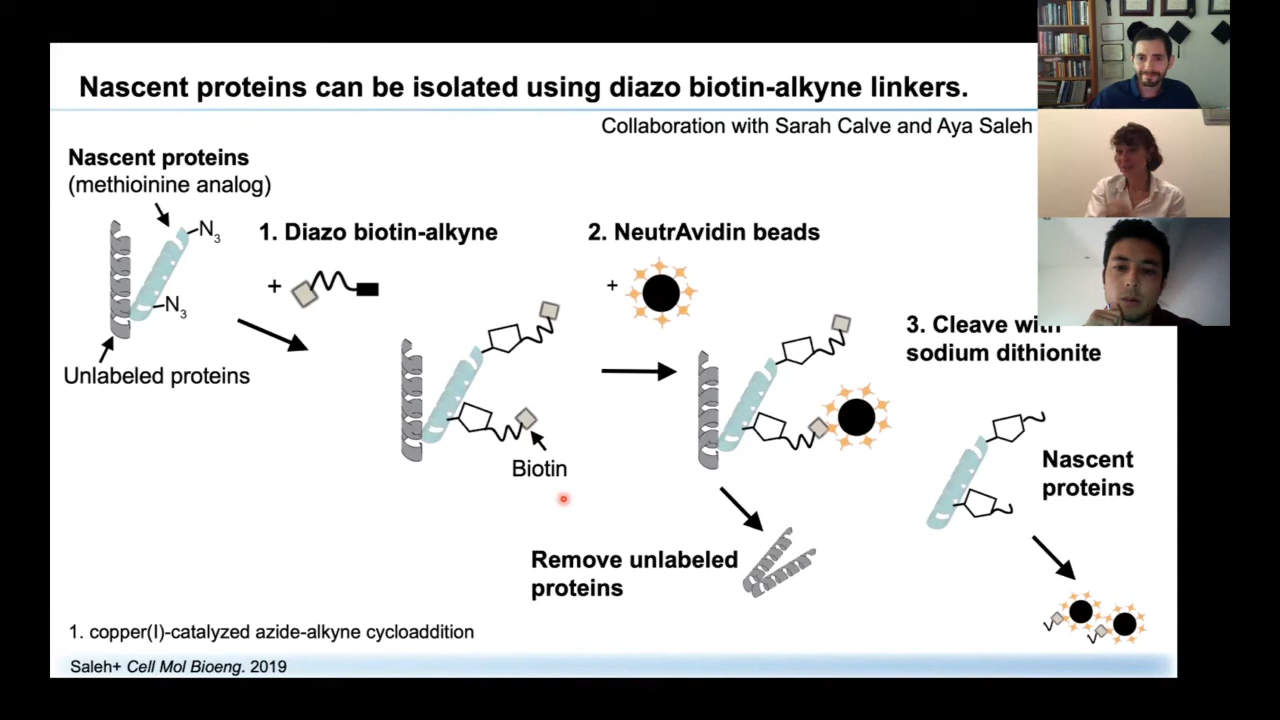 Nascent proteins can be isolated using diazo biotin-alkyne linkers.
Collaboration with Sarah Calve and Aya Saleh
Nascent proteins
(methioinine analog)
N3
N3
Unlabeled proteins
1. Diazo biotin-alkyne
+
Biotin
2. NeutrAvidin beads
+
Remove unlabeled
proteins
3. Cleave with
sodium dithionite
Nascent
proteins
1. copper(I)-catalyzed azide-alkyne cycloaddition
Saleh+ Cell Mol Bioeng. 2019